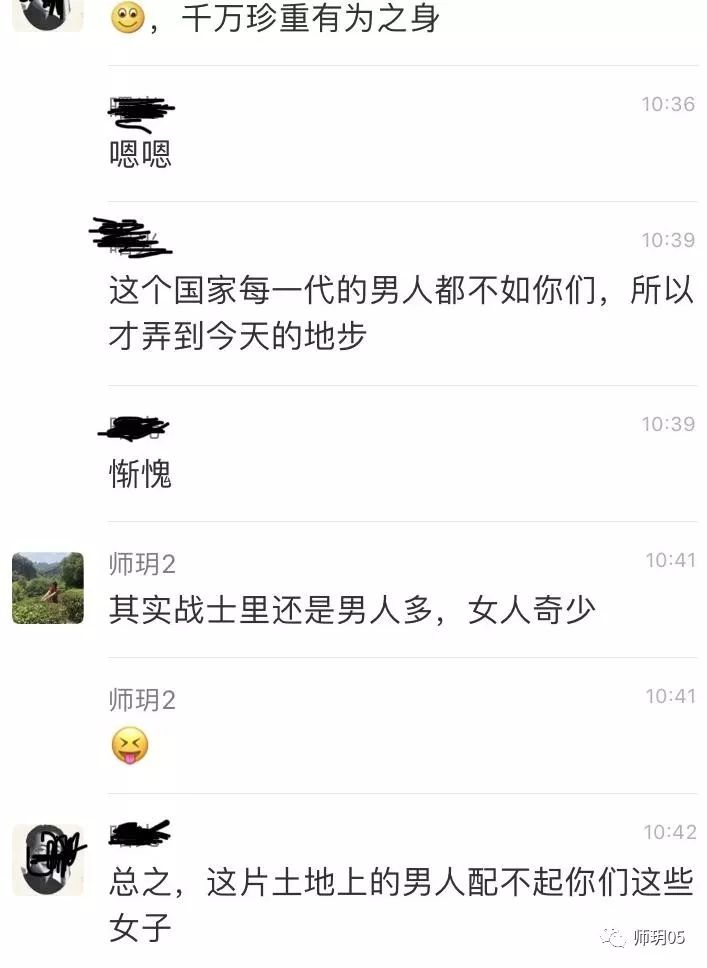 ，千万珍重有为之身
10:36
嗯嗯
10:39
这个国家每一代的男人都不如你们，所以
才弄到今天的地步
10:39
惭愧
师玥2
10:41
其实战士里还是男人多，女人奇少
师玥2
10:41
10:42
总之，这片土地上的男人配不起你们这些
女子
师玥05